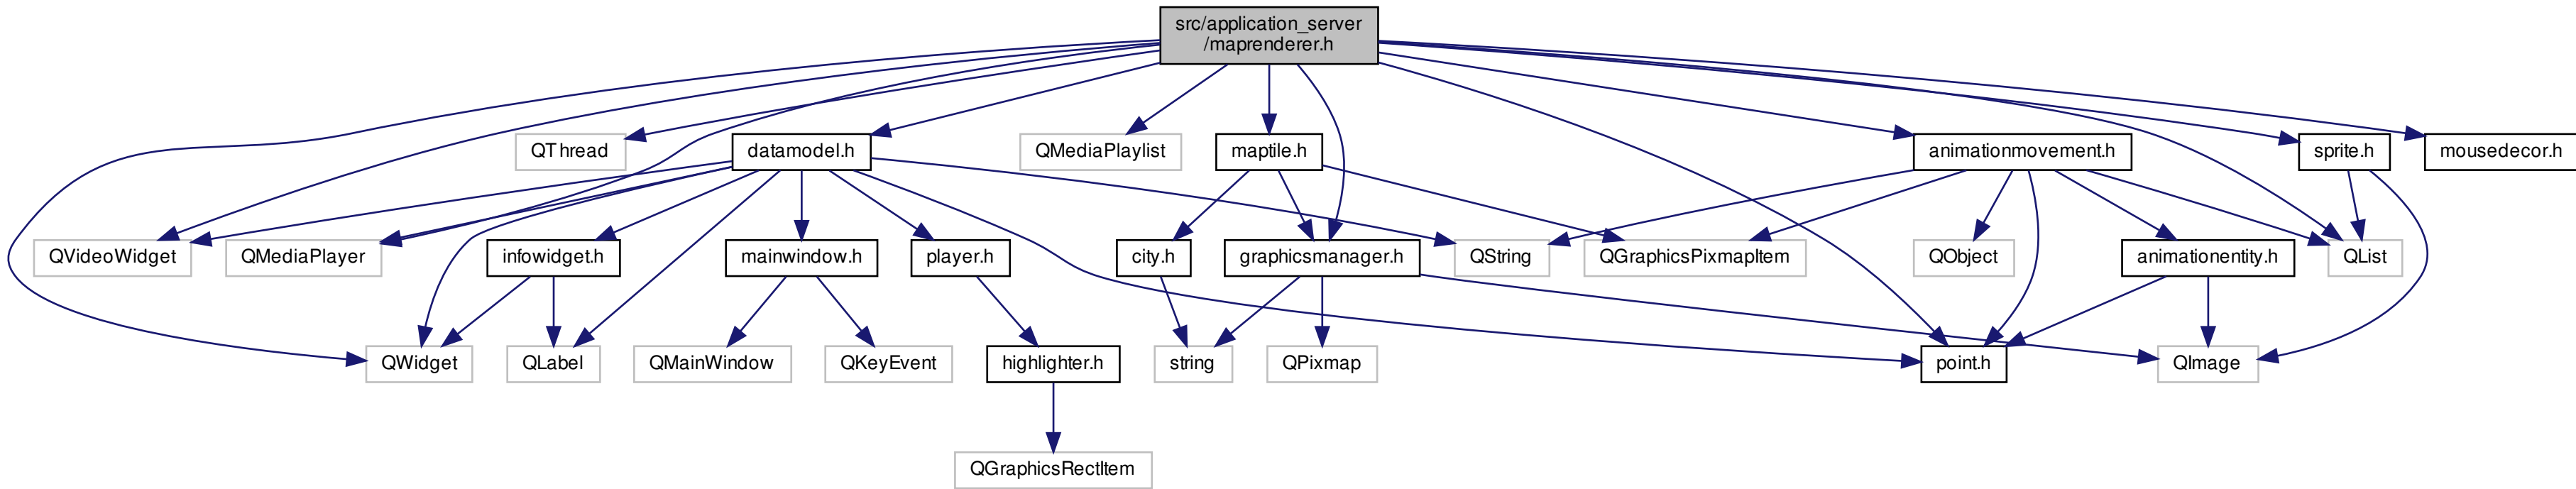 src/application_server
/maprenderer.h
QThread
datamodel.h
QMediaPlaylist
maptile.h
animationmovement.h
sprite.h
mousedecor.h
QVideoWidget
QMediaPlayer
infowidget.h
mainwindow.h
player.h
city.h
graphicsmanager.h
QString
QGraphicsPixmapItem
QObject
animationentity.h
QList
QWidget
QLabel
QMainWindow
QKeyEvent
highlighter.h
string
QPixmap
point.h
QImage
QGraphicsRectItem